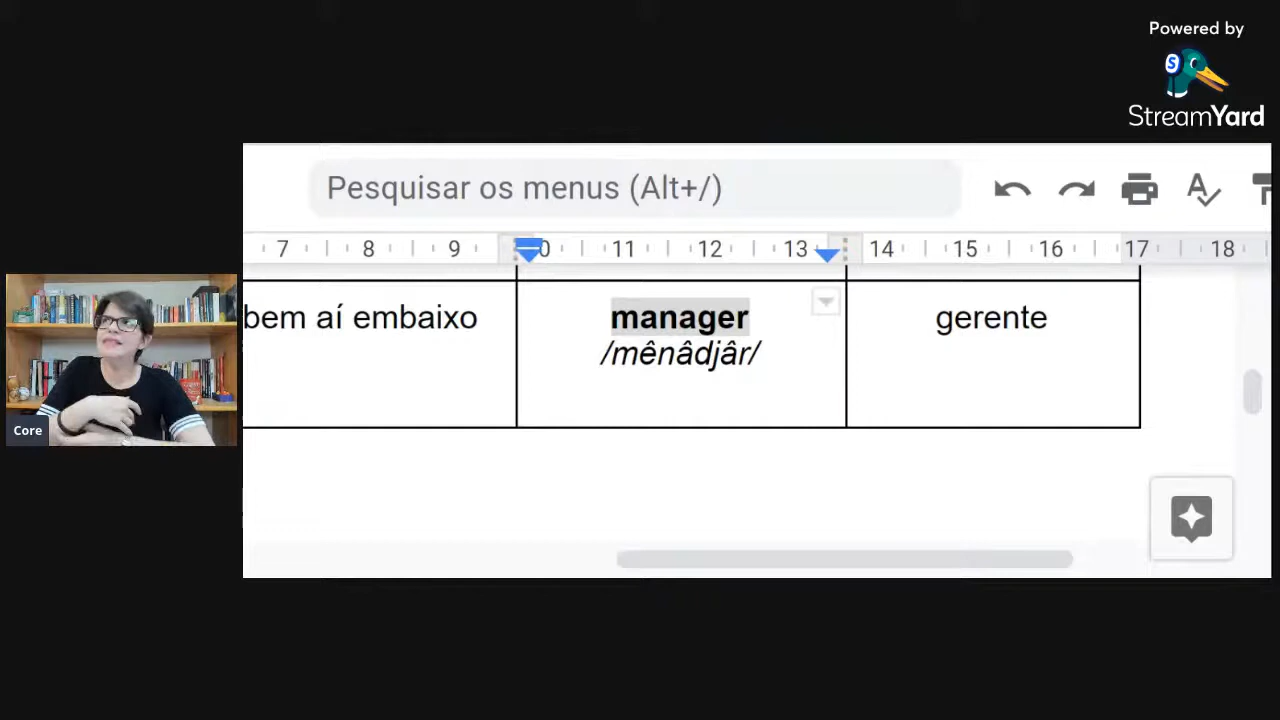 Powered by
StreamYard
Pesquisar os menus (Alt+/)
7 8 9 0 11 12 13 14 15 16 17 18
bem aí embaixo
manager
/mênâdjâr/
gerente
Core